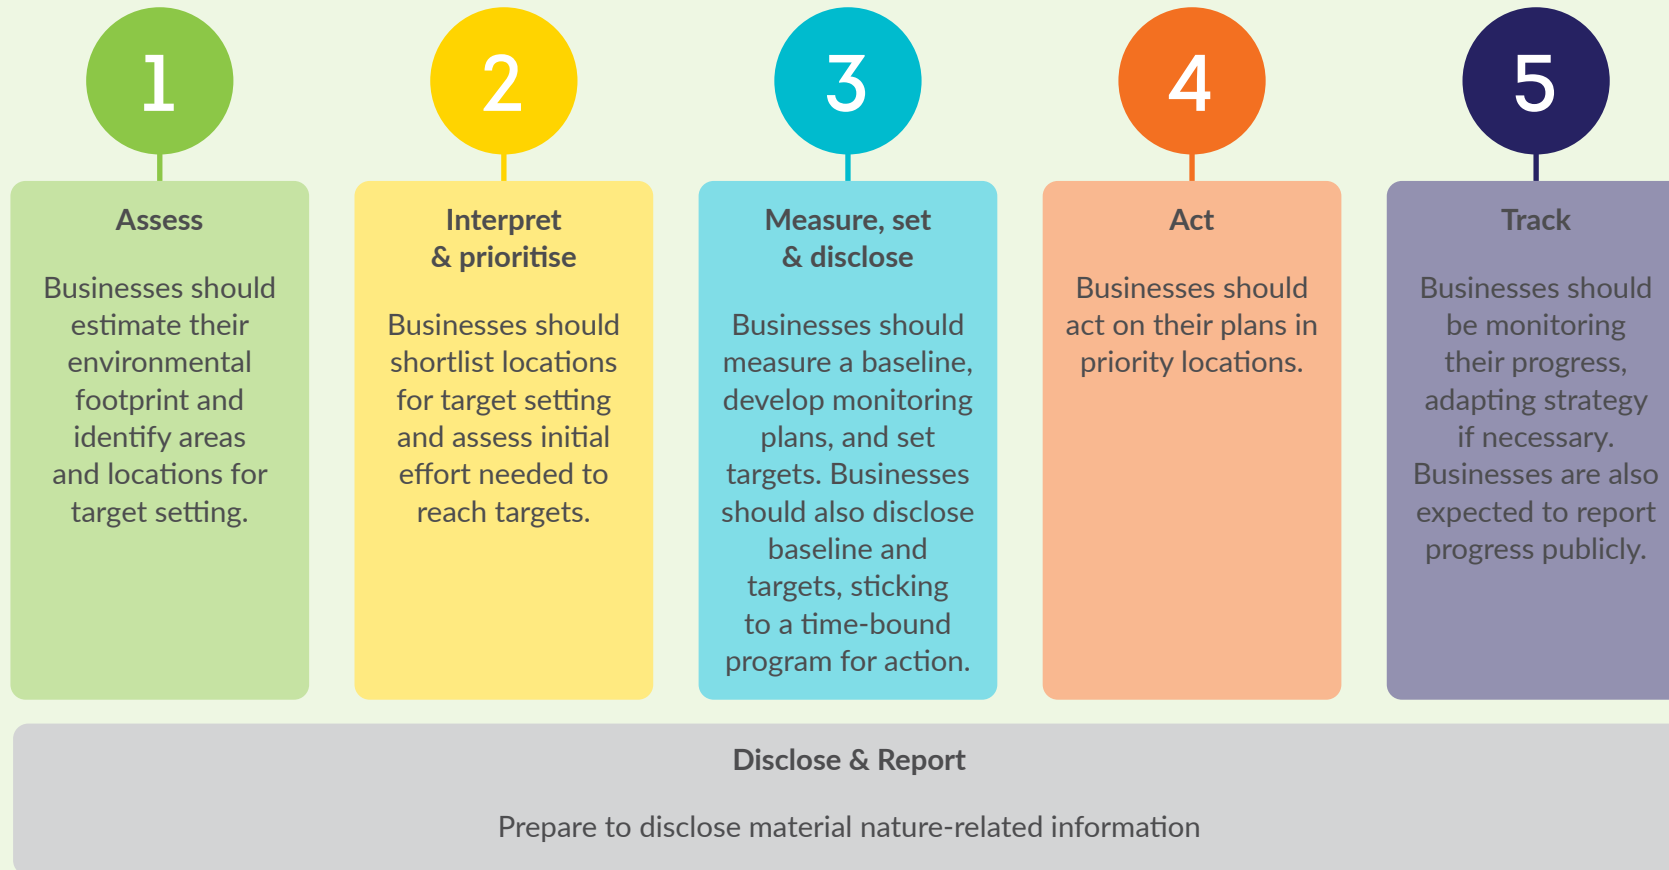 1
Assess
Businesses should
estimate their
environmental
footprint and
identify areas
and locations for
target setting.
2
Interpret
& prioritise
Businesses should
shortlist locations
for target setting
and assess initial
effort needed to
reach targets.
3
Measure, set
& disclose
Businesses should
measure a baseline,
develop monitoring
plans, and set
targets. Businesses
should also disclose
baseline and
targets, sticking
to a time-bound
program for action.
4
Act
Businesses should
act on their plans in
priority locations.
5
Track
Businesses should
be monitoring
their progress,
adapting strategy
if necessary.
Businesses are also
expected to report
progress publicly.
Disclose & Report
Prepare to disclose material nature-related information